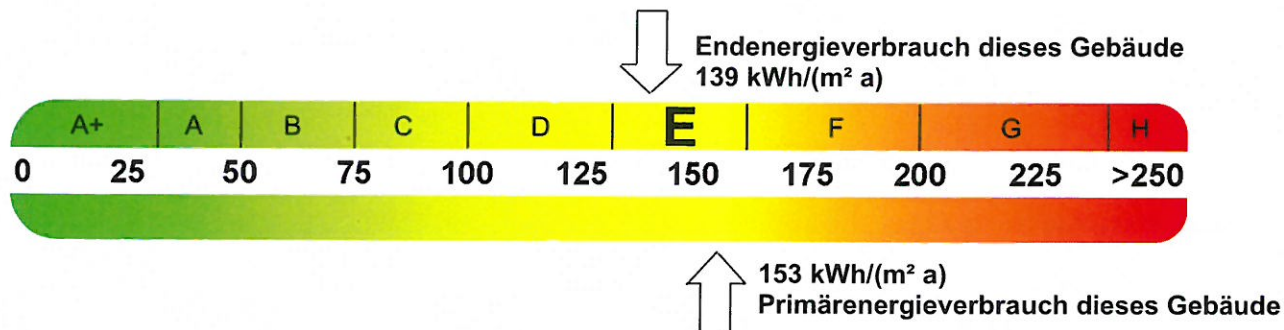 Endenergieverbrauch dieses Gebäude
139 kWh/(m² a)
A+ A B C D E F G H
0 25 50 75 100 125 150 175 200 225 >250
153 kWh/(m² a)
Primärenergieverbrauch dieses Gebäude